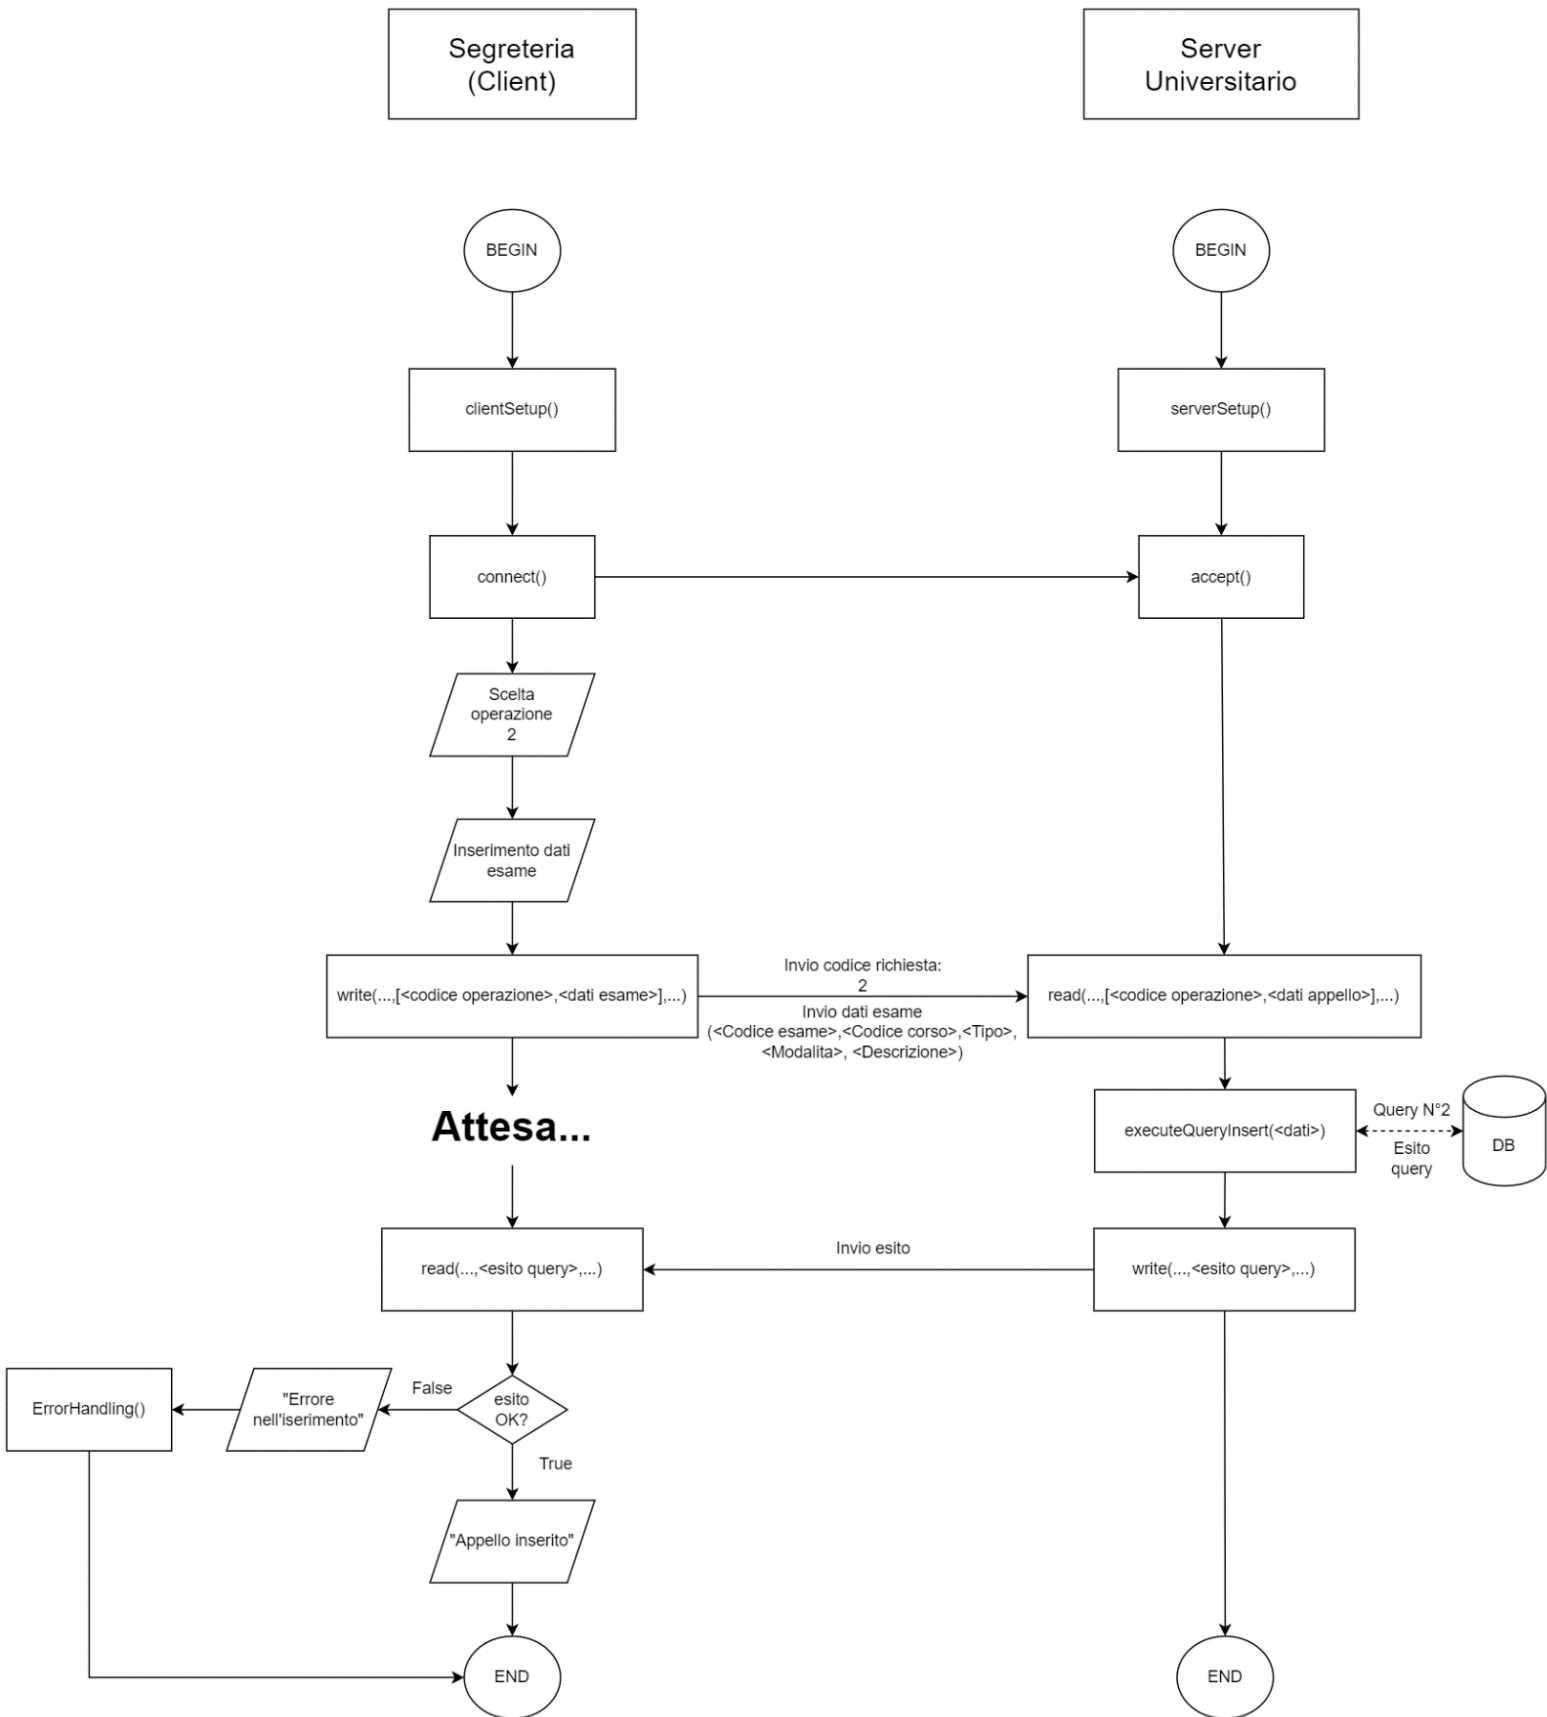 Segreteria
(Client)
Server
Universitario
BEGIN
BEGIN
clientSetup()
serverSetup()
connect()
accept()
Scelta
operazione
2
Inserimento dati
esame
write(...,[<codice operazione>,<dati esame>],...)
Invio codice richiesta:
2
Invio dati esame
(<Codice esame>,<Codice corso>,<Tipo>,
<Modalita>, <Descrizione>)
read(...,[<codice operazione>,<dati appello>],...)
Attesa...
executeQueryInsert(<dati>)
Query N°2
Esito
query
DB
read(...,<esito query>,...)
Invio esito
write(...,<esito query>,...)
ErrorHandling()
"Errore
nell'iserimento"
False
esito
OK?
True
"Appello inserito"
END
END